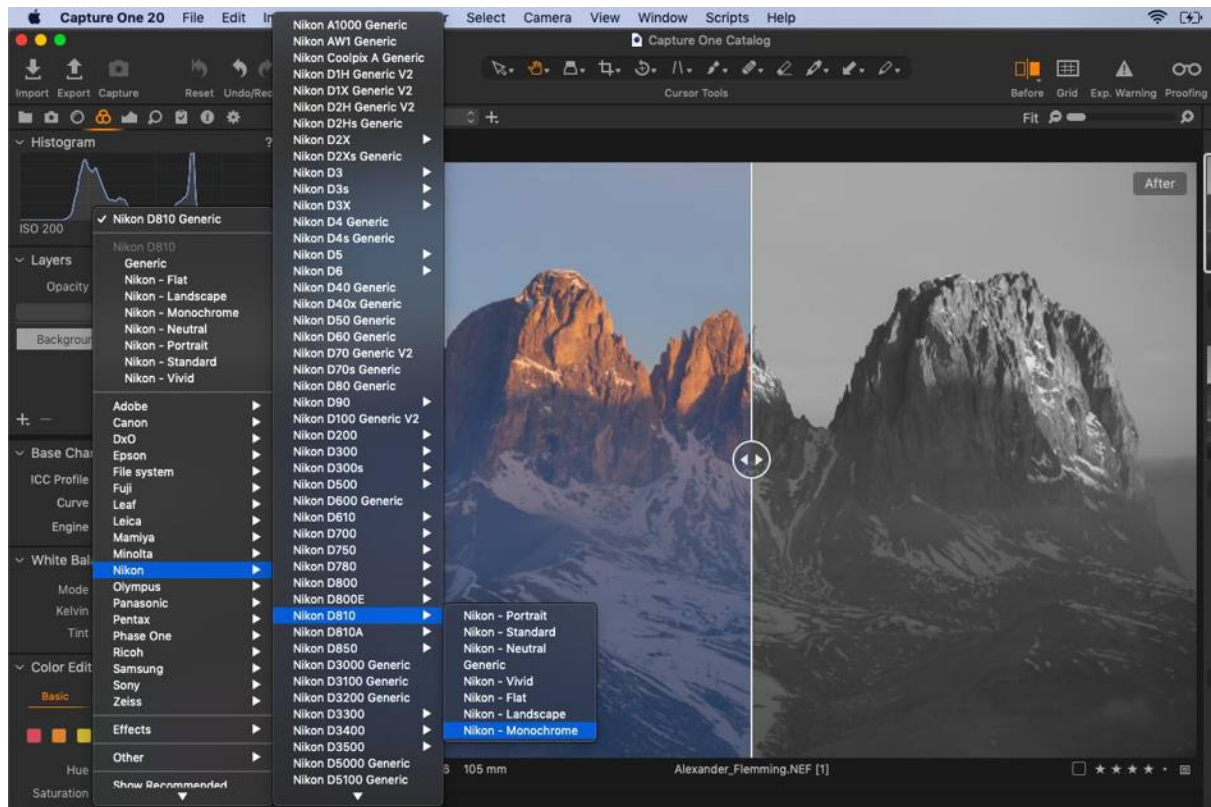 Capture One 20 File Edit Select Camera View Window Scripts Help
Capture One Catalog
Import Export Capture Reset Undo/Rec
Cursor Tools
Before Grid Exp. Warning Proofing
Fit
Histogram ?
ISO 200
Layers
Opacity
Base
ICC Profile
Curve
Engine
White
Mode
Kelvin
Tint
Color Edit
Basic
Hue
Saturation
✓ Nikon D810 Generic
Nikon D810
Generic
Nikon - Flat
Nikon - Landscape
Nikon - Monochrome
Nikon - Neutral
Nikon - Portrait
Nikon - Standard
Nikon - Vivid
Adobe
Canon
DxO
Epson
File system
Fuji
Leaf
Leica
Mamiya
Minolta
Nikon
Olympus
Panasonic
Pentax
Phase One
Ricoh
Samsung
Sony
Zeiss
Effects
Other
Show Recommended
Nikon A1000 Generic
Nikon AW1 Generic
Nikon Coolpix A Generic
Nikon D1H Generic V2
Nikon D1X Generic V2
Nikon D2H Generic V2
Nikon D2Hs Generic
Nikon D2X
Nikon D2Xs Generic
Nikon D3
Nikon D3s
Nikon D3X
Nikon D4 Generic
Nikon D4s Generic
Nikon D5
Nikon D6
Nikon D40 Generic
Nikon D40x Generic
Nikon D50 Generic
Nikon D60 Generic
Nikon D70 Generic V2
Nikon D70s Generic
Nikon D80 Generic
Nikon D90
Nikon D100 Generic V2
Nikon D200
Nikon D300
Nikon D300s
Nikon D500
Nikon D600 Generic
Nikon D610
Nikon D700
Nikon D750
Nikon D780
Nikon D800
Nikon D800E
Nikon D810
Nikon D810A
Nikon D850
Nikon D3000 Generic
Nikon D3100 Generic
Nikon D3200 Generic
Nikon D3300
Nikon D3400
Nikon D3500
Nikon D5000 Generic
Nikon D5100 Generic
Nikon - Portrait
Nikon - Standard
Nikon - Neutral
Generic
Nikon - Vivid
Nikon - Flat
Nikon - Landscape
Nikon - Monochrome
After
105 mm
Alexander_Flemming.NEF [1]